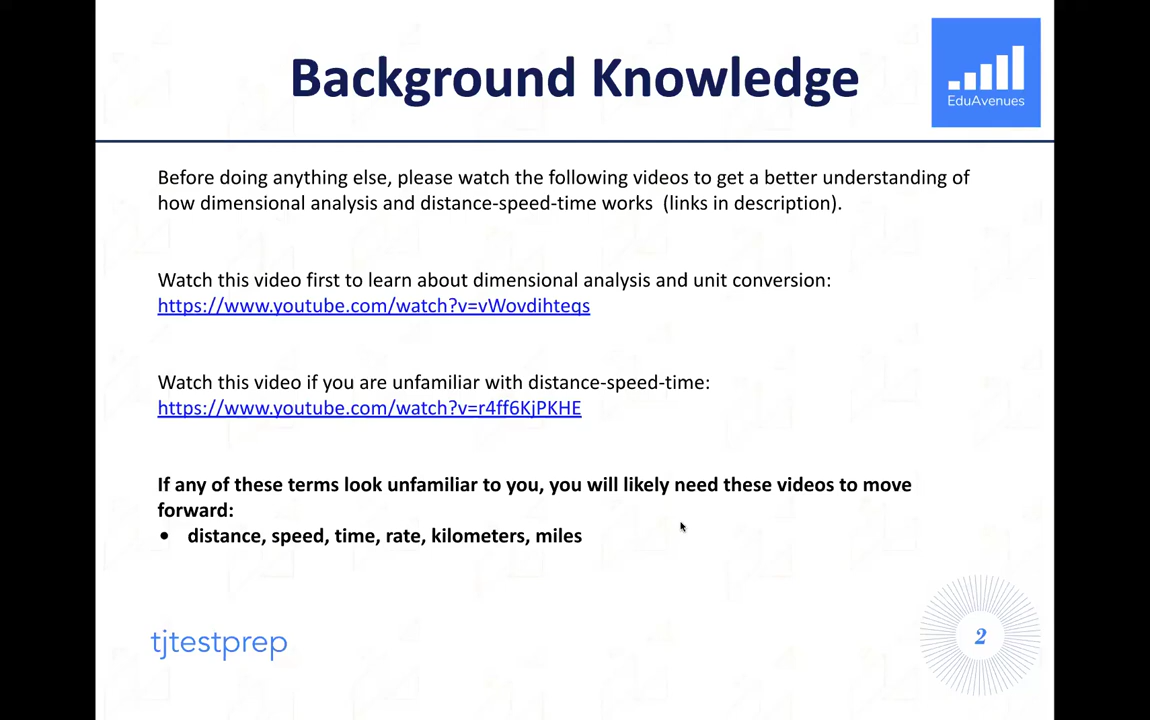 Background Knowledge
EduAvenues
Before doing anything else, please watch the following videos to get a better understanding of
how dimensional analysis and distance-speed-time works  (links in description).
Watch this video first to learn about dimensional analysis and unit conversion:
https://www.youtube.com/watch?v=vWovdihteqs
Watch this video if you are unfamiliar with distance-speed-time:
https://www.youtube.com/watch?v=r4ff6KjPKHE
If any of these terms look unfamiliar to you, you will likely need these videos to move
forward:
• distance, speed, time, rate, kilometers, miles
tjtestprep
2